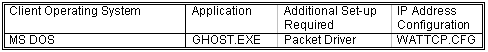 Client Operating System Application Additional Set-up Required IP Address Configuration
MS DOS GHOST.EXE Packet Driver WATTCP.CFG